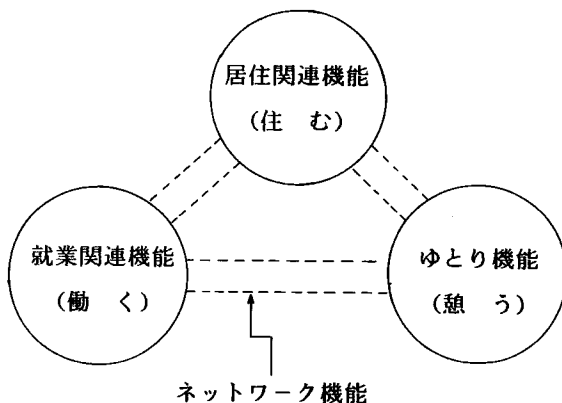 居住関連機能
(住 む)
就業関連機能
(働 く)
ゆとり機能
(憩 う)
ネットワーク機能